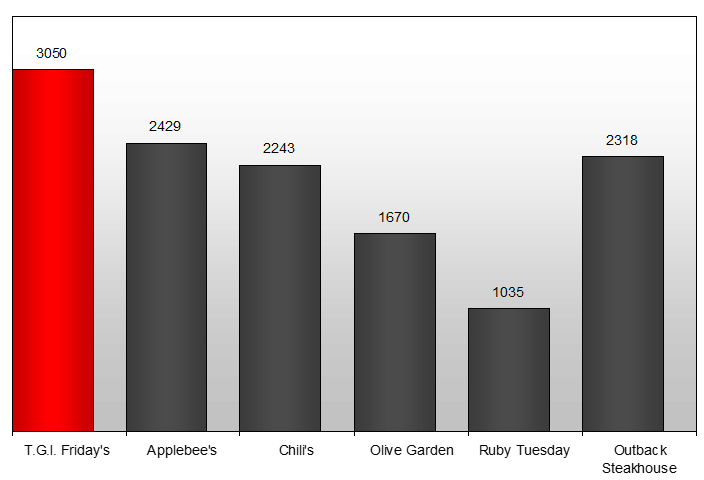 3050
2429
2243
1670
1035
2318
T.G.I. Friday's
Applebee's
Chili's
Olive Garden
Ruby Tuesday
Outback
Steakhouse